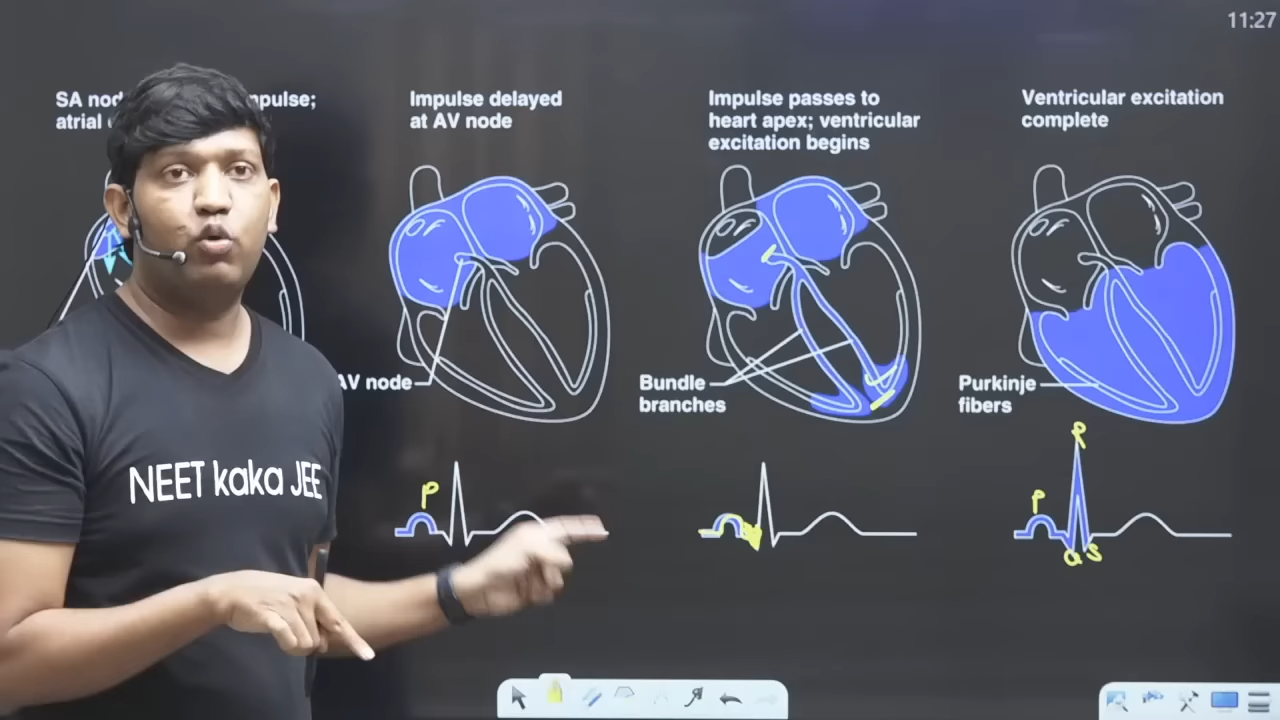 11:27
SA nod
mpulse;
atrial
Impulse delayed
at AV node
Impulse passes to
heart apex; ventricular
excitation begins
Ventricular excitation
complete
AV node
Bundle
branches
Purkinje
fibers
NEET kaka JEE
P
P
R
Q S